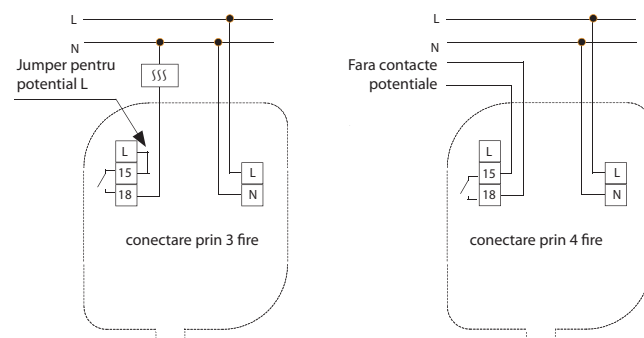 L
N
Jumper pentru
potential L
L
15
18
L
N
conectare prin 3 fire
L
N
Fara contacte
potentiale
L
15
18
L
N
conectare prin 4 fire